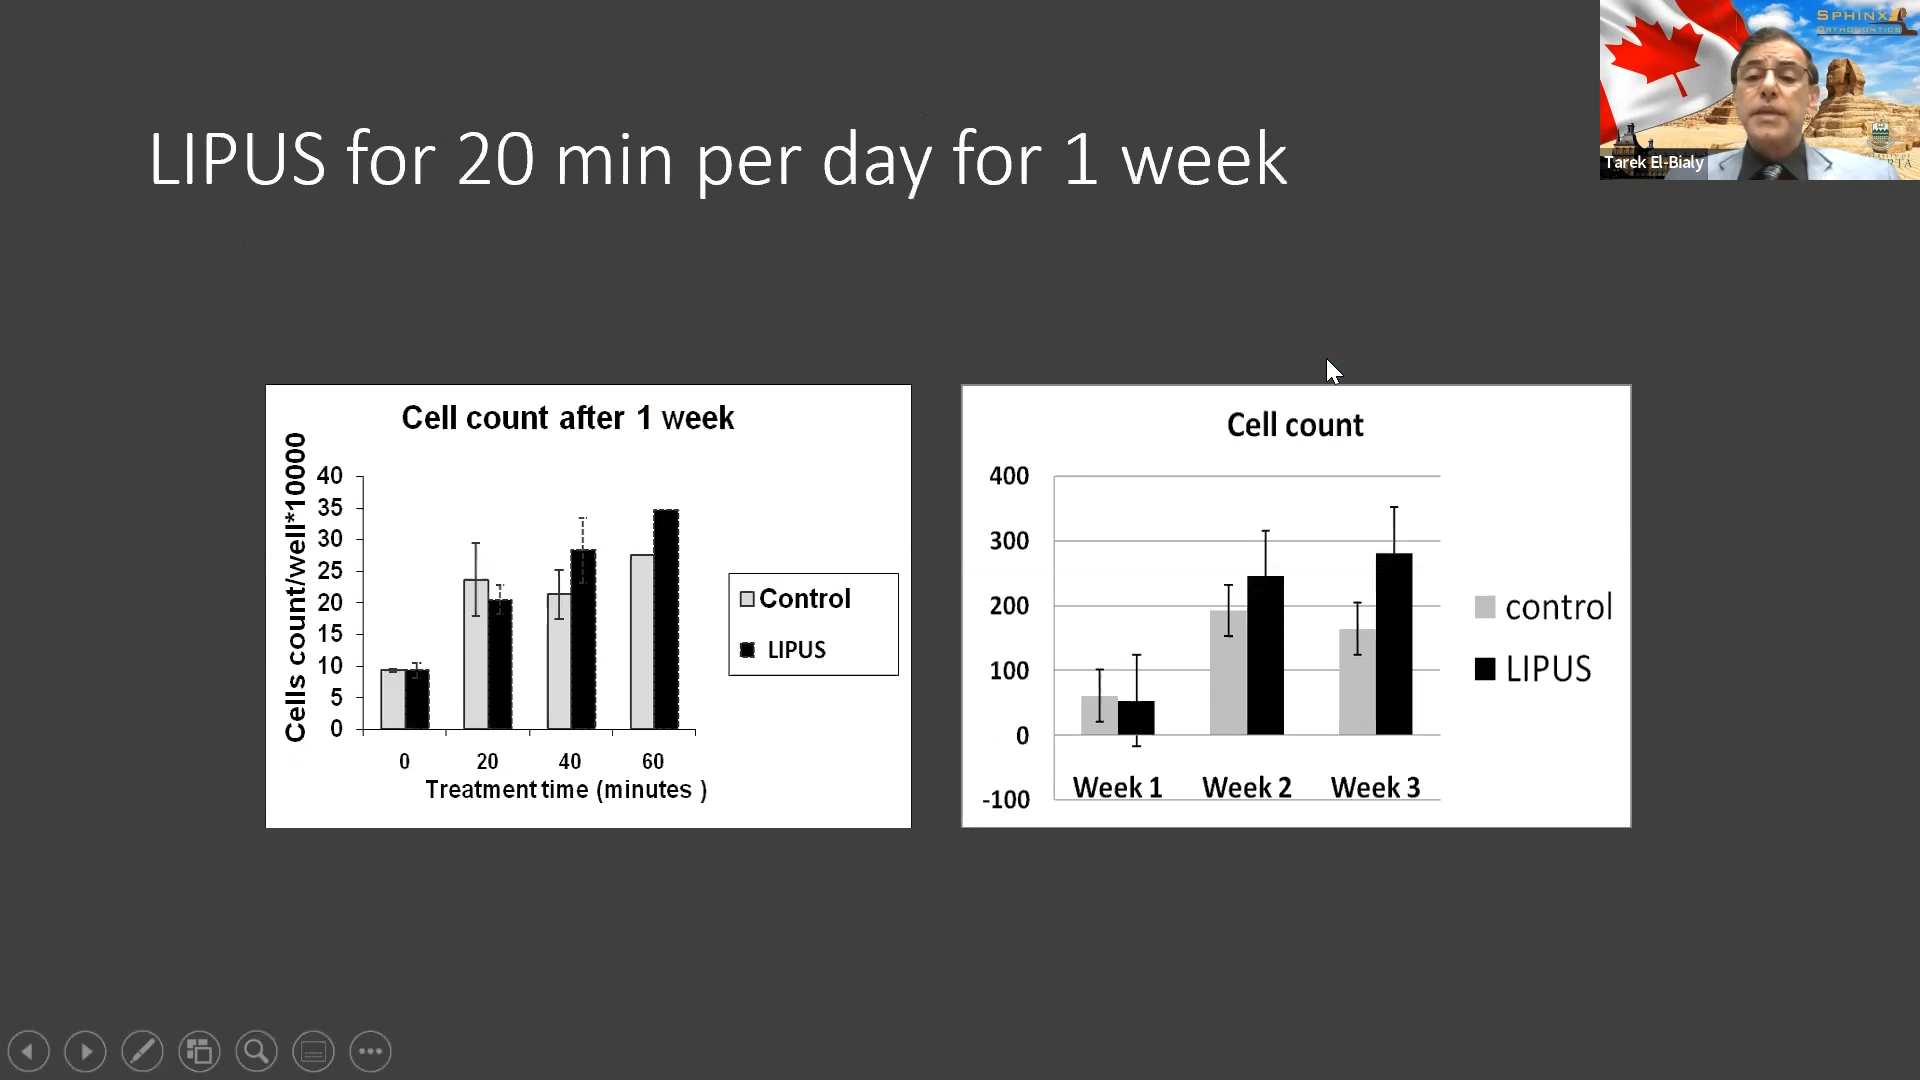 SPHINX
ORTHODONTICS
Tarek El-Bialy
LIPUS for 20 min per day for 1 week
Cell count after 1 week
Cells count/well*10000
40
35
30
25
20
15
10
5
0
0 20 40 60
Treatment time (minutes )
Control
LIPUS
Cell count
400
300
200
100
0
-100
Week 1 Week 2 Week 3
control
LIPUS